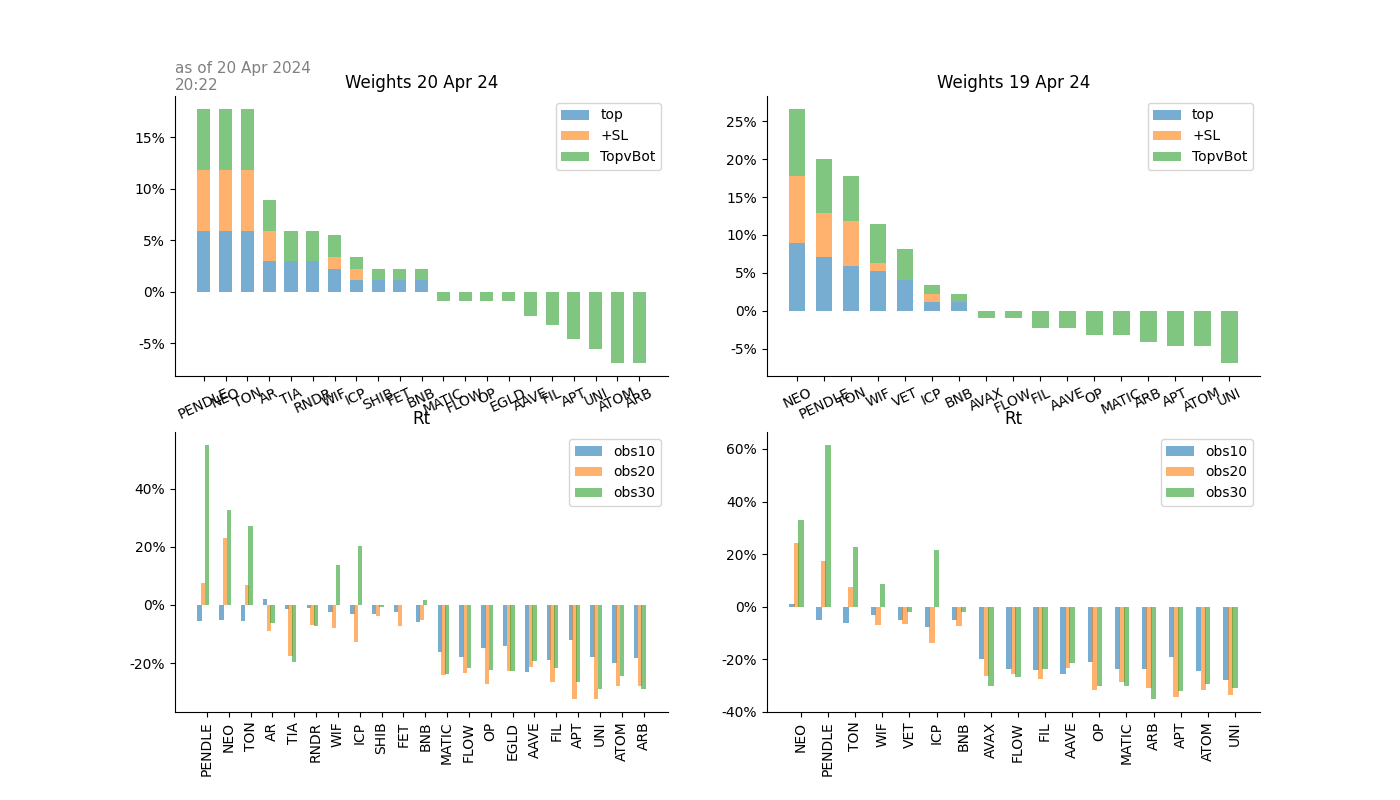 as of 20 Apr 2024
20:22
Weights 20 Apr 24
15%
10%
5%
0%
-5%
top
+SL
TopvBot
PENDLE NEO TON AR TIA RNDR WIF ICP SHIB FET BNB MATIC FLOW OP EGLD AAVE FIL APT UNI ATOM ARB
Weights 19 Apr 24
25%
20%
15%
10%
5%
0%
-5%
top
+SL
TopvBot
NEO PENDLE TON WIF VET ICP BNB AVAX FLOW FIL AAVE OP MATIC ARB APT ATOM UNI
Rt
40%
20%
0%
-20%
obs10
obs20
obs30
PENDLE NEO TON AR TIA RNDR WIF ICP SHIB FET BNB MATIC FLOW OP EGLD AAVE FIL APT UNI ATOM ARB
Rt
60%
40%
20%
0%
-20%
-40%
obs10
obs20
obs30
NEO PENDLE TON WIF VET ICP BNB AVAX FLOW FIL AAVE OP MATIC ARB APT ATOM UNI